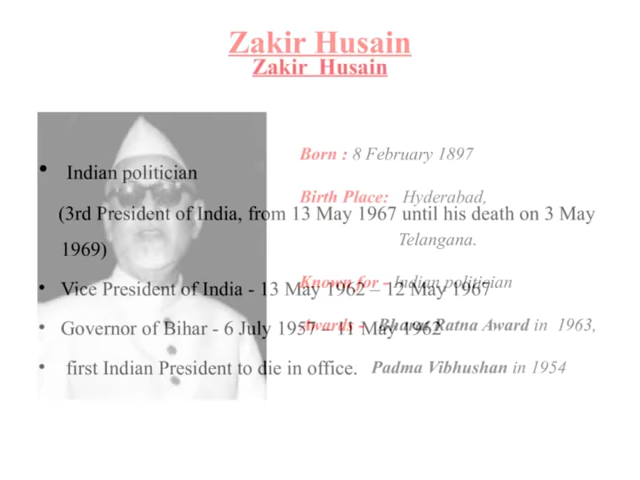 Zakir Husain
Zakir Husain
Born : 8 February 1897
• Indian politician
Birth Place: Hyderabad,
(3rd President of India, from 13 May 1967 until his death on 3 May
Telangana.
1969)
Known for - Indian politician
• Vice President of India - 13 May 1962 – 12 May 1967
Awards - Bharat Ratna Award in 1963,
• Governor of Bihar - 6 July 1957 – 11 May 1962
• first Indian President to die in office.
Padma Vibhushan in 1954